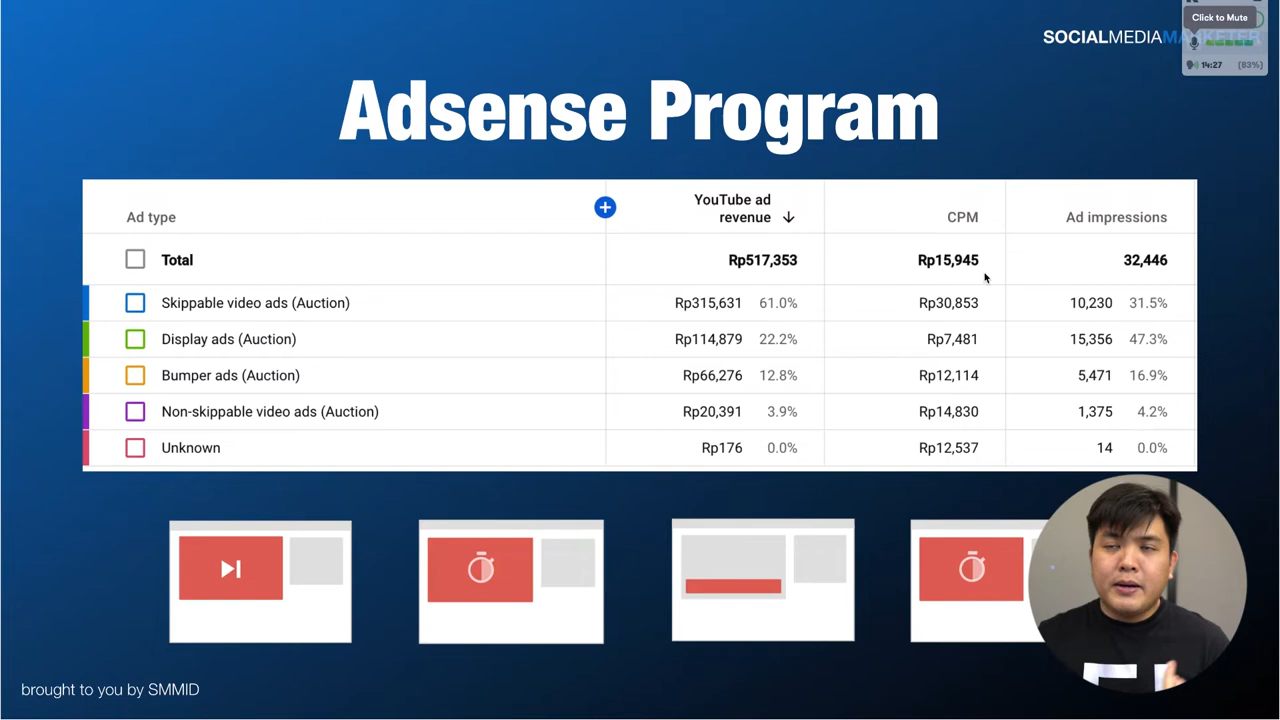 Click to Mute
SOCIALMEDIAMARKETER
14:27 (83%)
Adsense Program
Ad type YouTube ad revenue CPM Ad impressions
Total Rp517,353 Rp15,945 32,446
Skippable video ads (Auction) Rp315,631 61.0% Rp30,853 10,230 31.5%
Display ads (Auction) Rp114,879 22.2% Rp7,481 15,356 47.3%
Bumper ads (Auction) Rp66,276 12.8% Rp12,114 5,471 16.9%
Non-skippable video ads (Auction) Rp20,391 3.9% Rp14,830 1,375 4.2%
Unknown Rp176 0.0% Rp12,537 14 0.0%
brought to you by SMMID